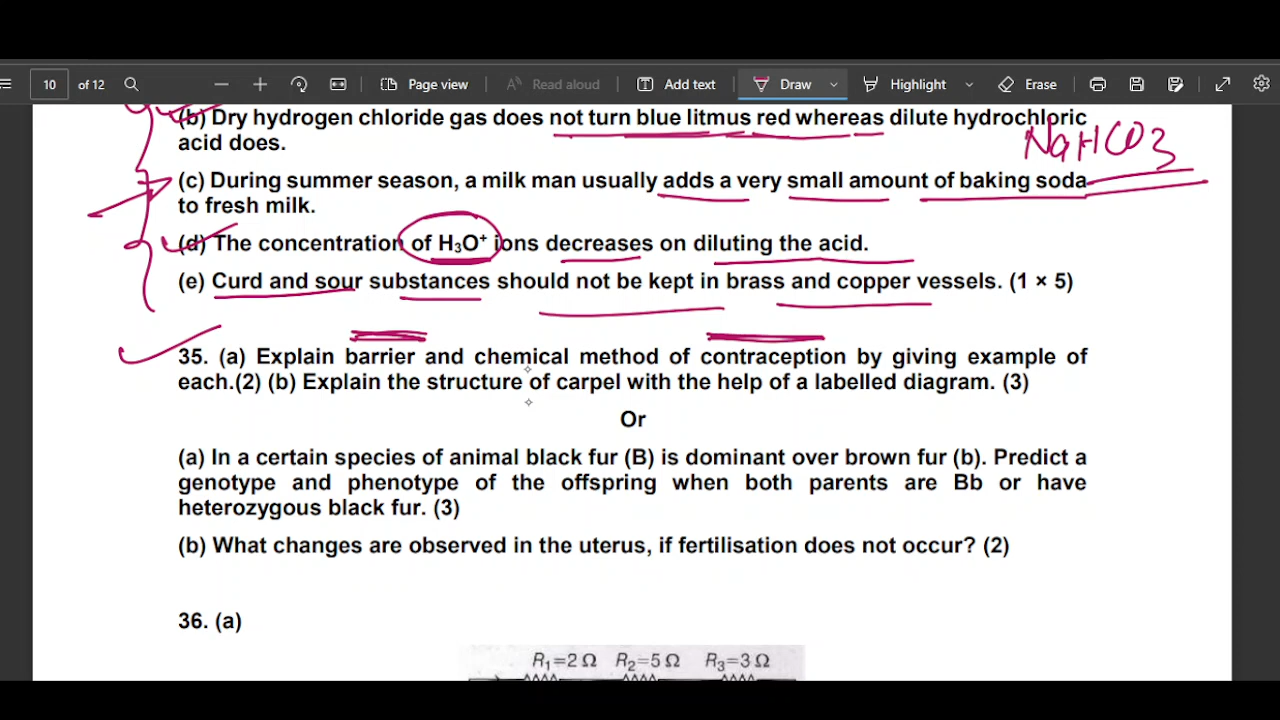 10 of 12 Page view Read aloud Add text Draw Highlight Erase
(b) Dry hydrogen chloride gas does not turn blue litmus red whereas dilute hydrochloric
acid does.
NaHCO3
(c) During summer season, a milk man usually adds a very small amount of baking soda
to fresh milk.
(d) The concentration of H₃O⁺ ions decreases on diluting the acid.
(e) Curd and sour substances should not be kept in brass and copper vessels. (1 × 5)
35. (a) Explain barrier and chemical method of contraception by giving example of
each.(2) (b) Explain the structure of carpel with the help of a labelled diagram. (3)
Or
(a) In a certain species of animal black fur (B) is dominant over brown fur (b). Predict a
genotype and phenotype of the offspring when both parents are Bb or have
heterozygous black fur. (3)
(b) What changes are observed in the uterus, if fertilisation does not occur? (2)
36. (a)
R₁=2 Ω R₂=5 Ω R₃=3 Ω